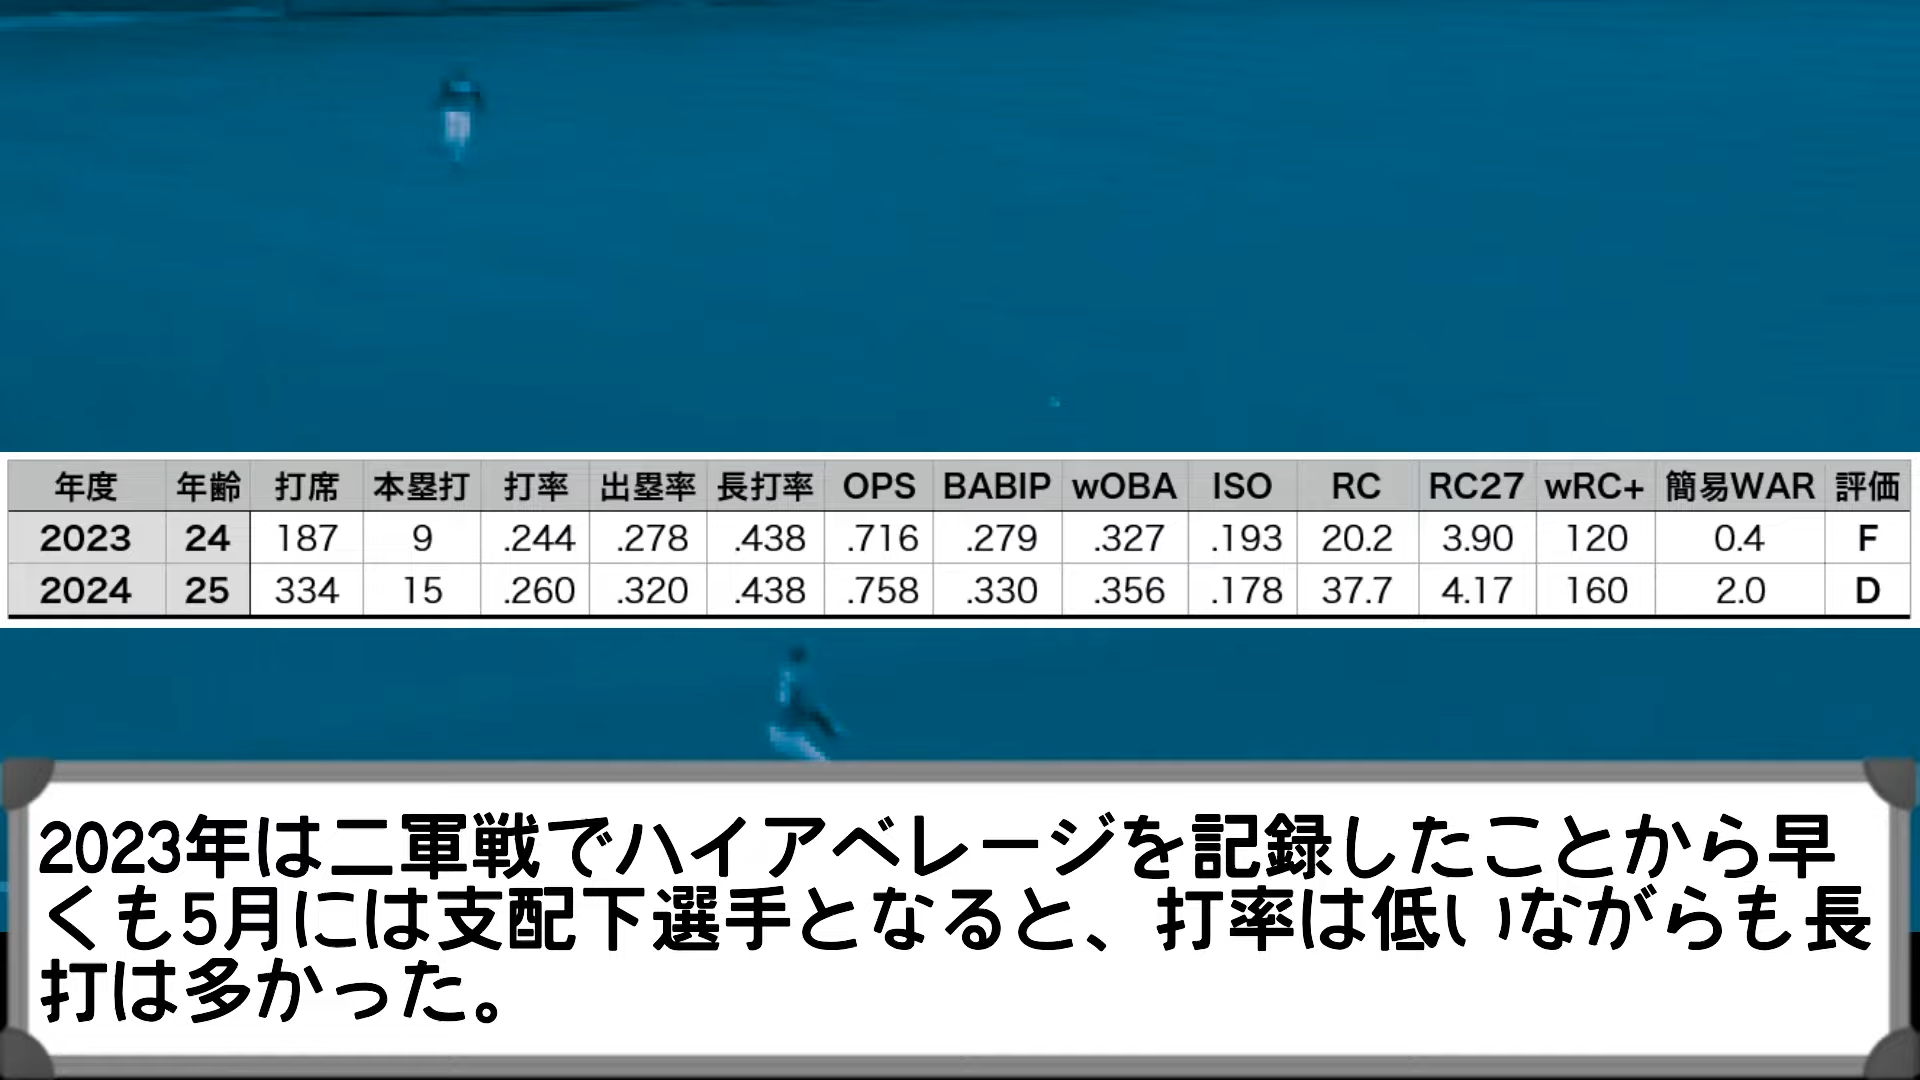 年度 年齢 打席 本塁打 打率 出塁率 長打率 OPS BABIP wOBA ISO RC RC27 wRC+ 簡易WAR 評価
2023 24 187 9 .244 .278 .438 .716 .279 .327 .193 20.2 3.90 120 0.4 F
2024 25 334 15 .260 .320 .438 .758 .330 .356 .178 37.7 4.17 160 2.0 D
2023年は二軍戦でハイアベレージを記録したことから早
くも5月には支配下選手となると、打率は低いながらも長
打は多かった。